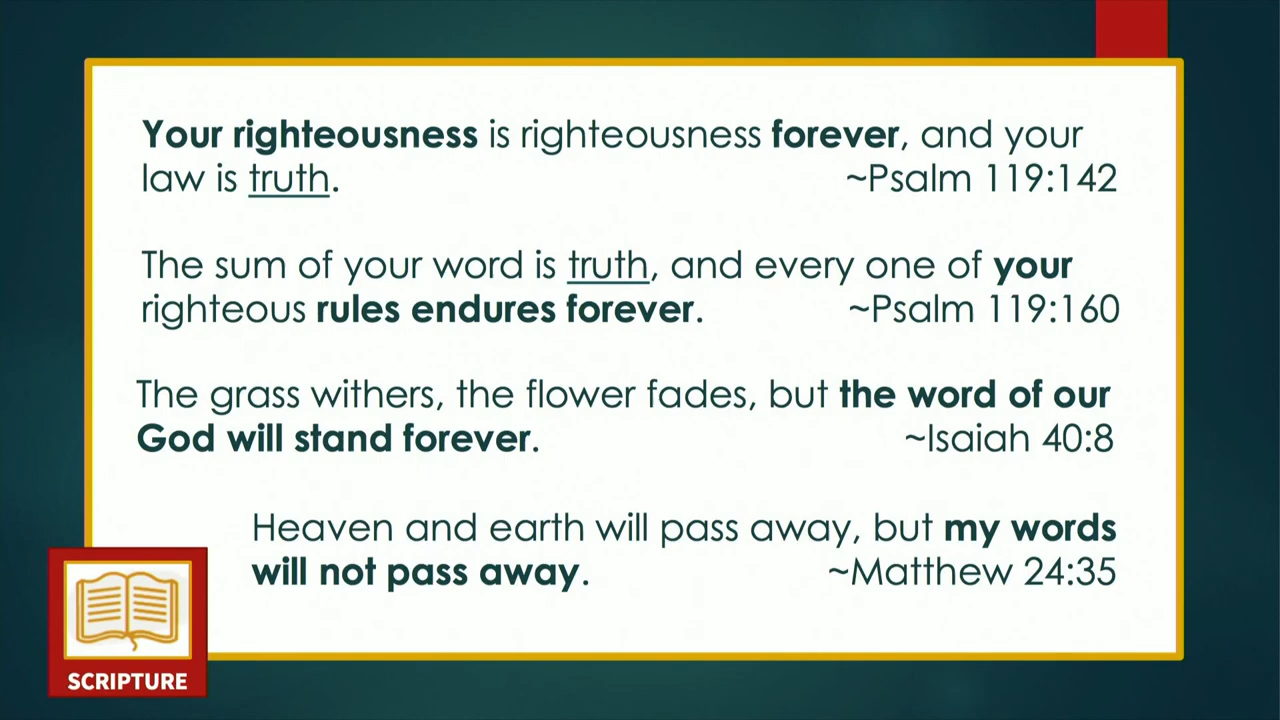 Your righteousness is righteousness forever, and your
law is truth. ~Psalm 119:142
The sum of your word is truth, and every one of your
righteous rules endures forever. ~Psalm 119:160
The grass withers, the flower fades, but the word of our
God will stand forever. ~Isaiah 40:8
Heaven and earth will pass away, but my words
will not pass away. ~Matthew 24:35
SCRIPTURE